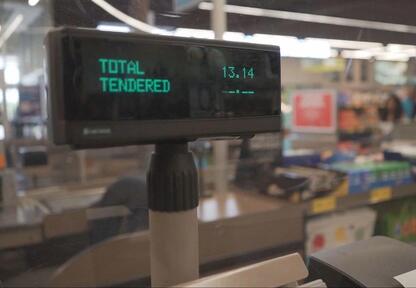 TOTAL 13.14
TENDERED -.--